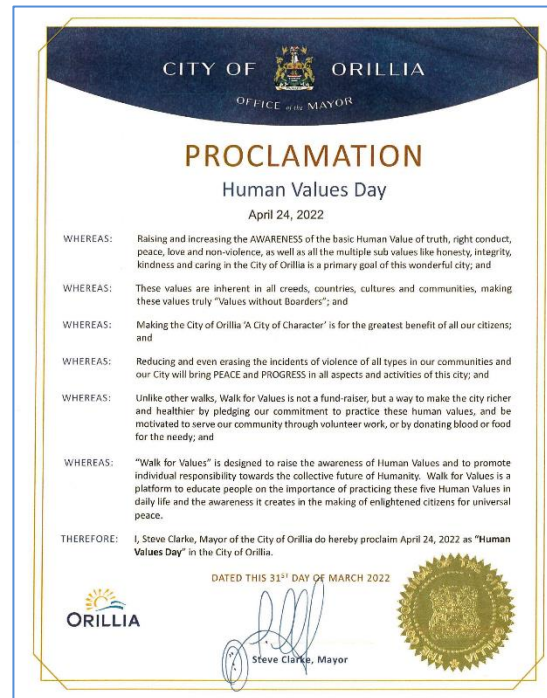 CITY OF ORILLIA
OFFICE of the MAYOR
PROCLAMATION
Human Values Day
April 24, 2022
WHEREAS: Raising and increasing the AWARENESS of the basic Human Value of truth, right conduct,
peace, love and non-violence, as well as all the multiple sub values like honesty, integrity,
kindness and caring in the City of Orillia is a primary goal of this wonderful city; and
WHEREAS: These values are inherent in all creeds, countries, cultures and communities, making
these values truly “Values without Boarders”; and
WHEREAS: Making the City of Orillia ‘A City of Character’ is for the greatest benefit of all our citizens;
and
WHEREAS: Reducing and even erasing the incidents of violence of all types in our communities and
our City will bring PEACE and PROGRESS in all aspects and activities of this city; and
WHEREAS: Unlike other walks, Walk for Values is not a fund-raiser, but a way to make the city richer
and healthier by pledging our commitment to practice these human values, and be
motivated to serve our community through volunteer work, or by donating blood or food
for the needy; and
WHEREAS: “Walk for Values” is designed to raise the awareness of Human Values and to promote
individual responsibility towards the collective future of Humanity. Walk for Values is a
platform to educate people on the importance of practicing these five Human Values in
daily life and the awareness it creates in the making of enlightened citizens for universal
peace.
THEREFORE: I, Steve Clarke, Mayor of the City of Orillia do hereby proclaim April 24, 2022 as “Human
Values Day” in the City of Orillia.
DATED THIS 31ST DAY OF MARCH 2022
ORILLIA
Steve Clarke, Mayor